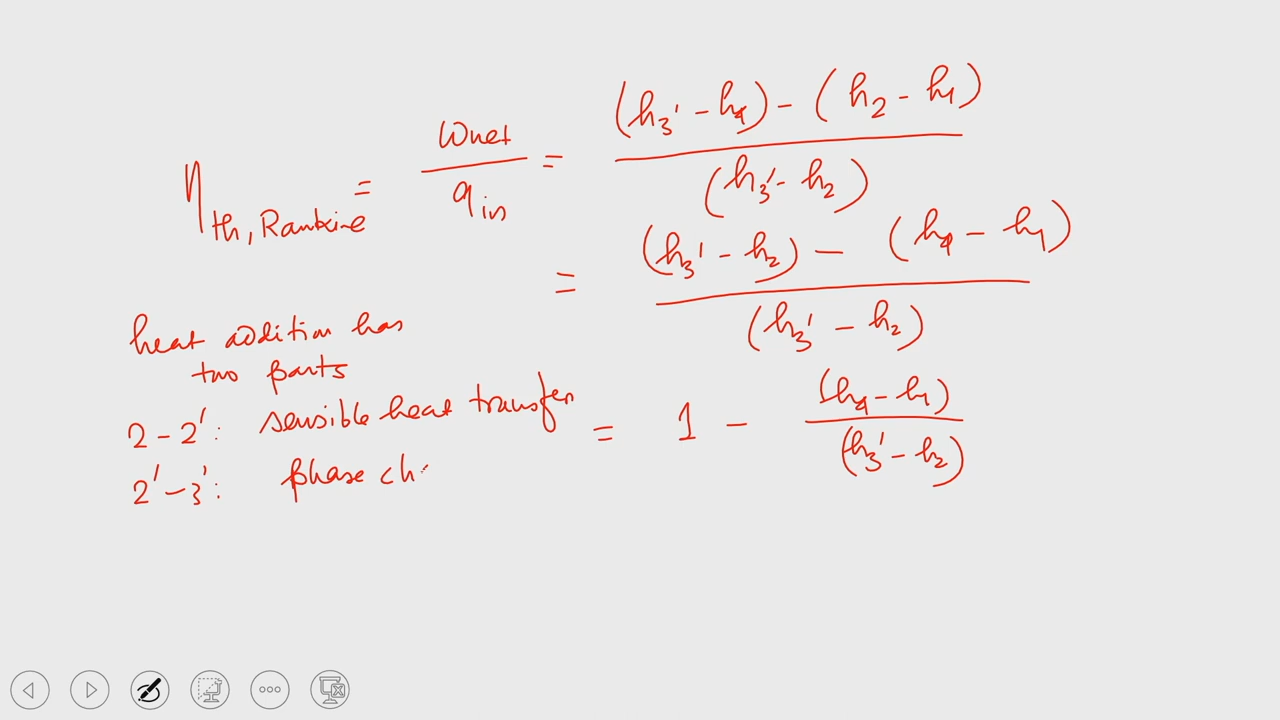 η th, Rankine = Wnet / qin = (h3' - h4) - (h2 - h1) / (h3' - h2)
= (h3' - h2) - (h4 - h1) / (h3' - h2)
heat addition has
two parts
2 - 2' : sensible heat transfer
= 1 - (h4 - h1) / (h3' - h2)
2' - 3' : phase ch